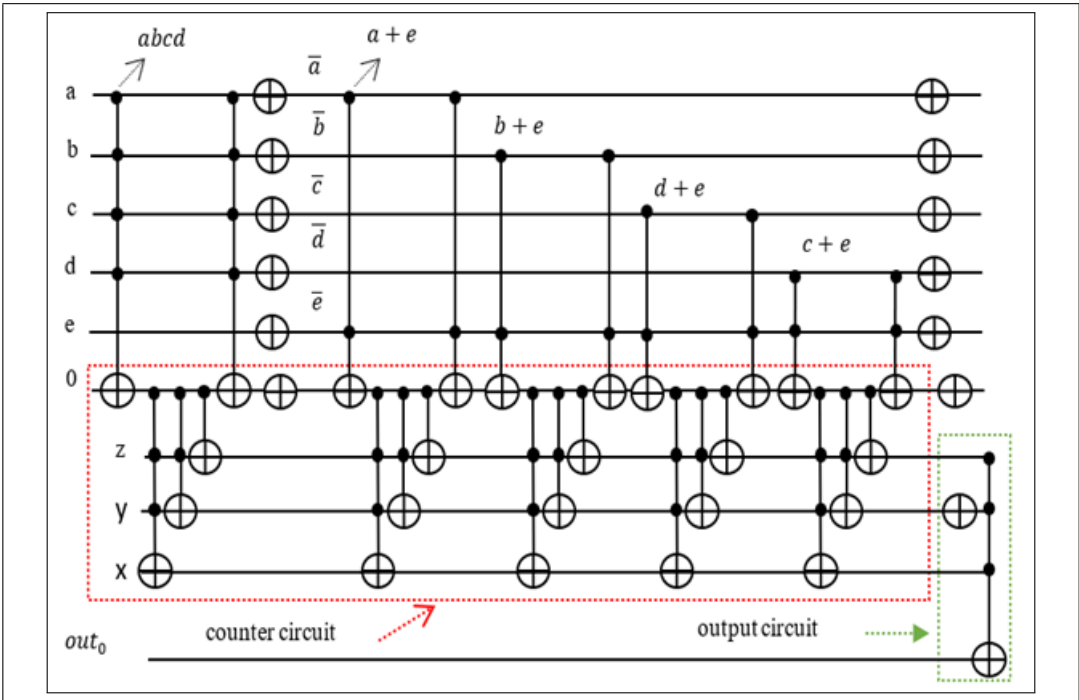 abcd
a + e
a̅
a
b̅
b + e
b
c̅
d + e
c
d̅
c + e
d
e̅
e
0
z
y
x
counter circuit
output circuit
out₀